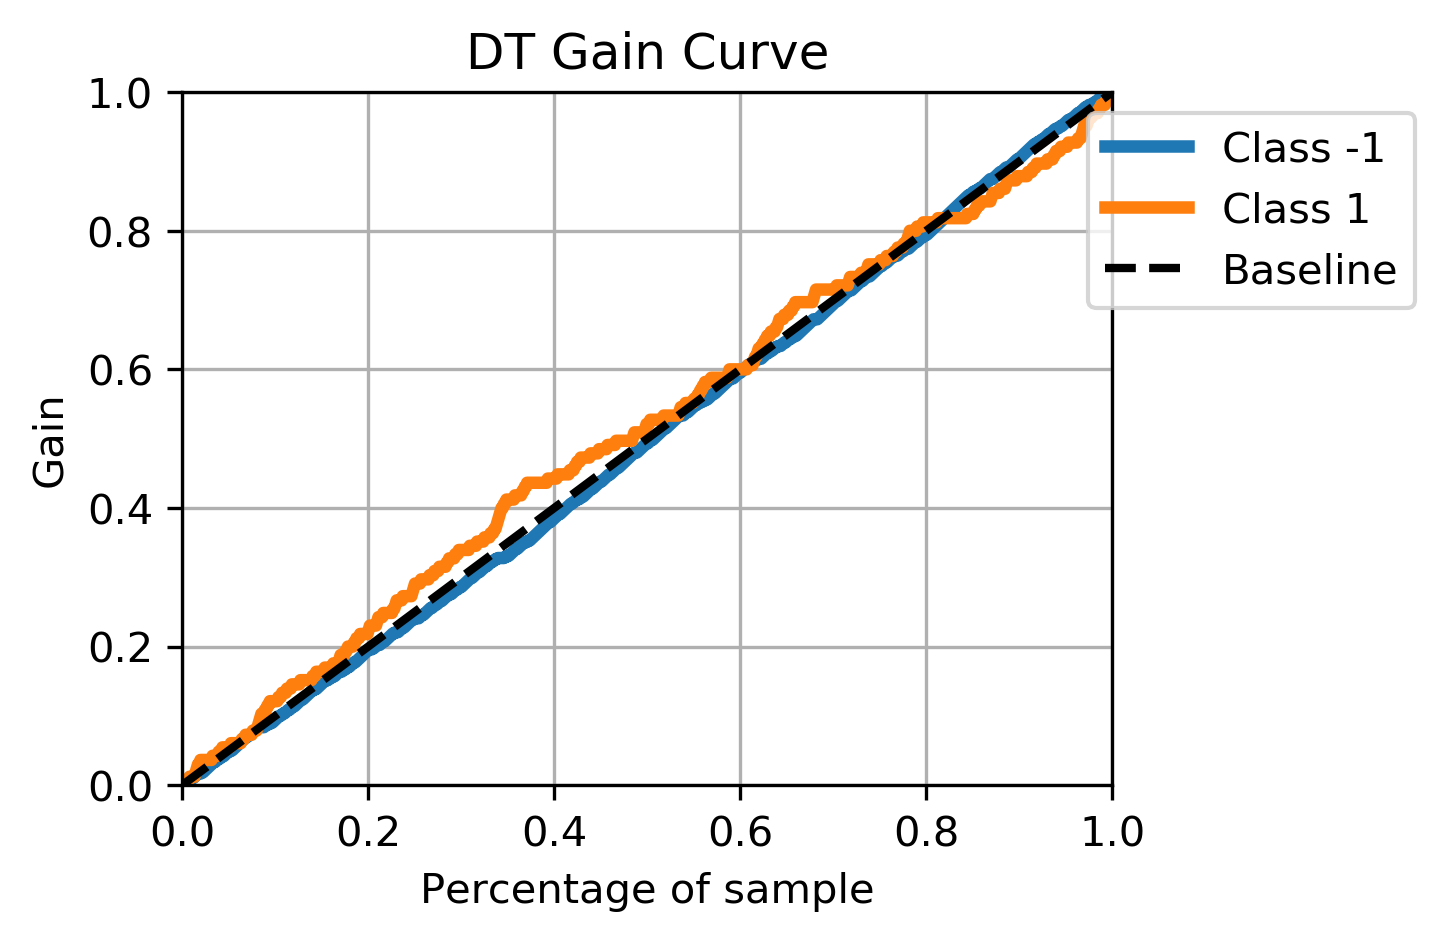 DT Gain Curve
1.0
0.8
0.6
0.4
0.2
0.0
Gain
0.0 0.2 0.4 0.6 0.8 1.0
Percentage of sample
Class -1
Class 1
Baseline